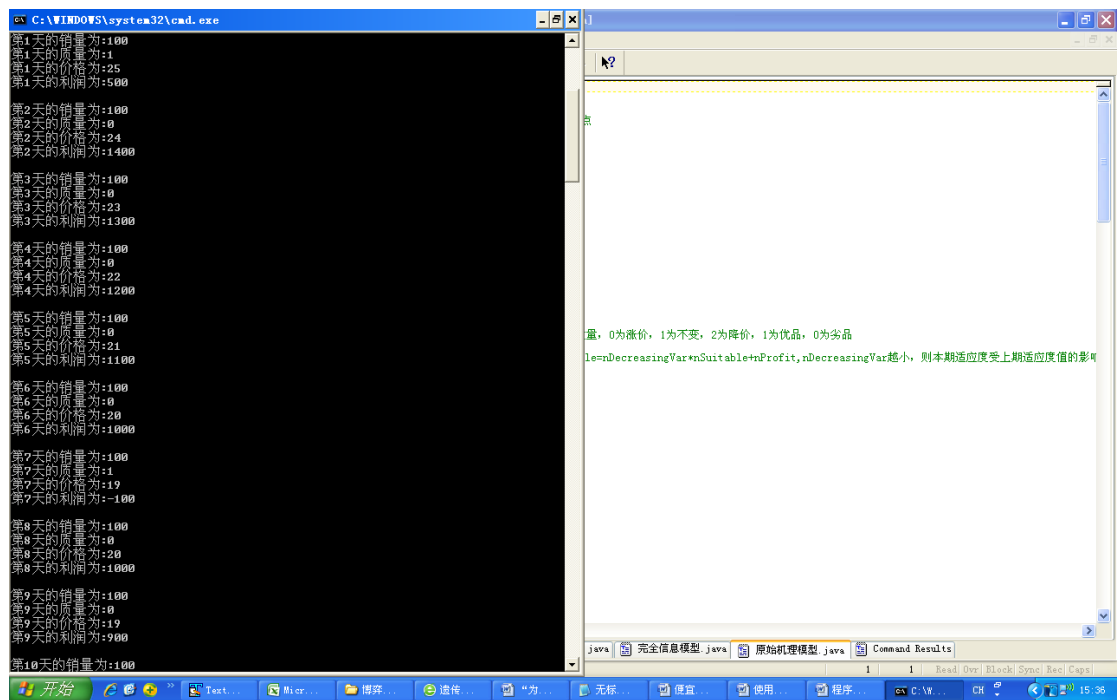 C:\WINDOWS\system32\cmd.exe
第1天的销量为:100
第1天的质量为:1
第1天的价格为:25
第1天的利润为:500
第2天的销量为:100
第2天的质量为:0
第2天的价格为:24
第2天的利润为:1400
第3天的销量为:100
第3天的质量为:0
第3天的价格为:23
第3天的利润为:1300
第4天的销量为:100
第4天的质量为:0
第4天的价格为:22
第4天的利润为:1200
第5天的销量为:100
第5天的质量为:0
第5天的价格为:21
第5天的利润为:1100
第6天的销量为:100
第6天的质量为:0
第6天的价格为:20
第6天的利润为:1000
第7天的销量为:100
第7天的质量为:1
第7天的价格为:19
第7天的利润为:-100
第8天的销量为:100
第8天的质量为:0
第8天的价格为:20
第8天的利润为:1000
第9天的销量为:100
第9天的质量为:0
第9天的价格为:19
第9天的利润为:900
第10天的销量为:100
]
点
量, 0为涨价, 1为不变, 2为降价, 1为优品, 0为劣品
le=nDecreasingVar*nSuitable+nProfit,nDecreasingVar越小, 则本期适应度受上期适应度值的影响
java 完全信息模型.java 原始机理模型.java Command Results
1 1 Read Ovr Block Sync Rec Caps
开始 Text... Micr... 博弈... 遗传... “为... 无标... 便宜... 使用... 程序... C:\W... CH 15:36